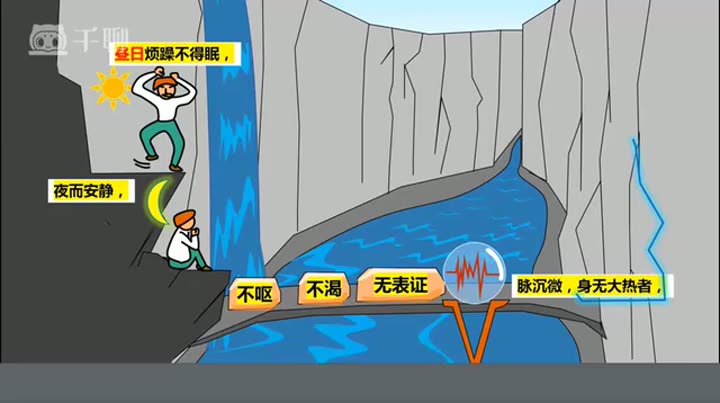 千聊
昼日烦躁不得眠，
夜而安静，
不呕
不渴
无表证
脉沉微，身无大热者，